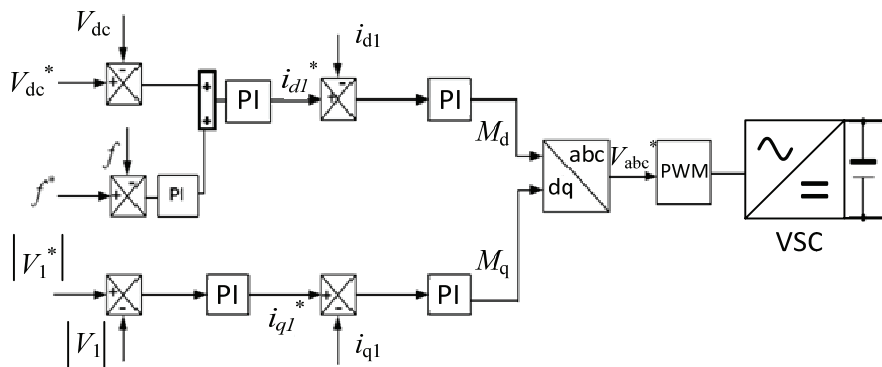 V_dc
i_d1
-
-
V_dc^*
+
+
PI
i_d1^*
+
PI
+
M_d
f
-
abc
V_abc^*
PWM
f^*
+
PI
dq
VSC
|V_1^*|
+
PI
i_q1^*
+
PI
M_q
-
-
|V_1|
i_q1